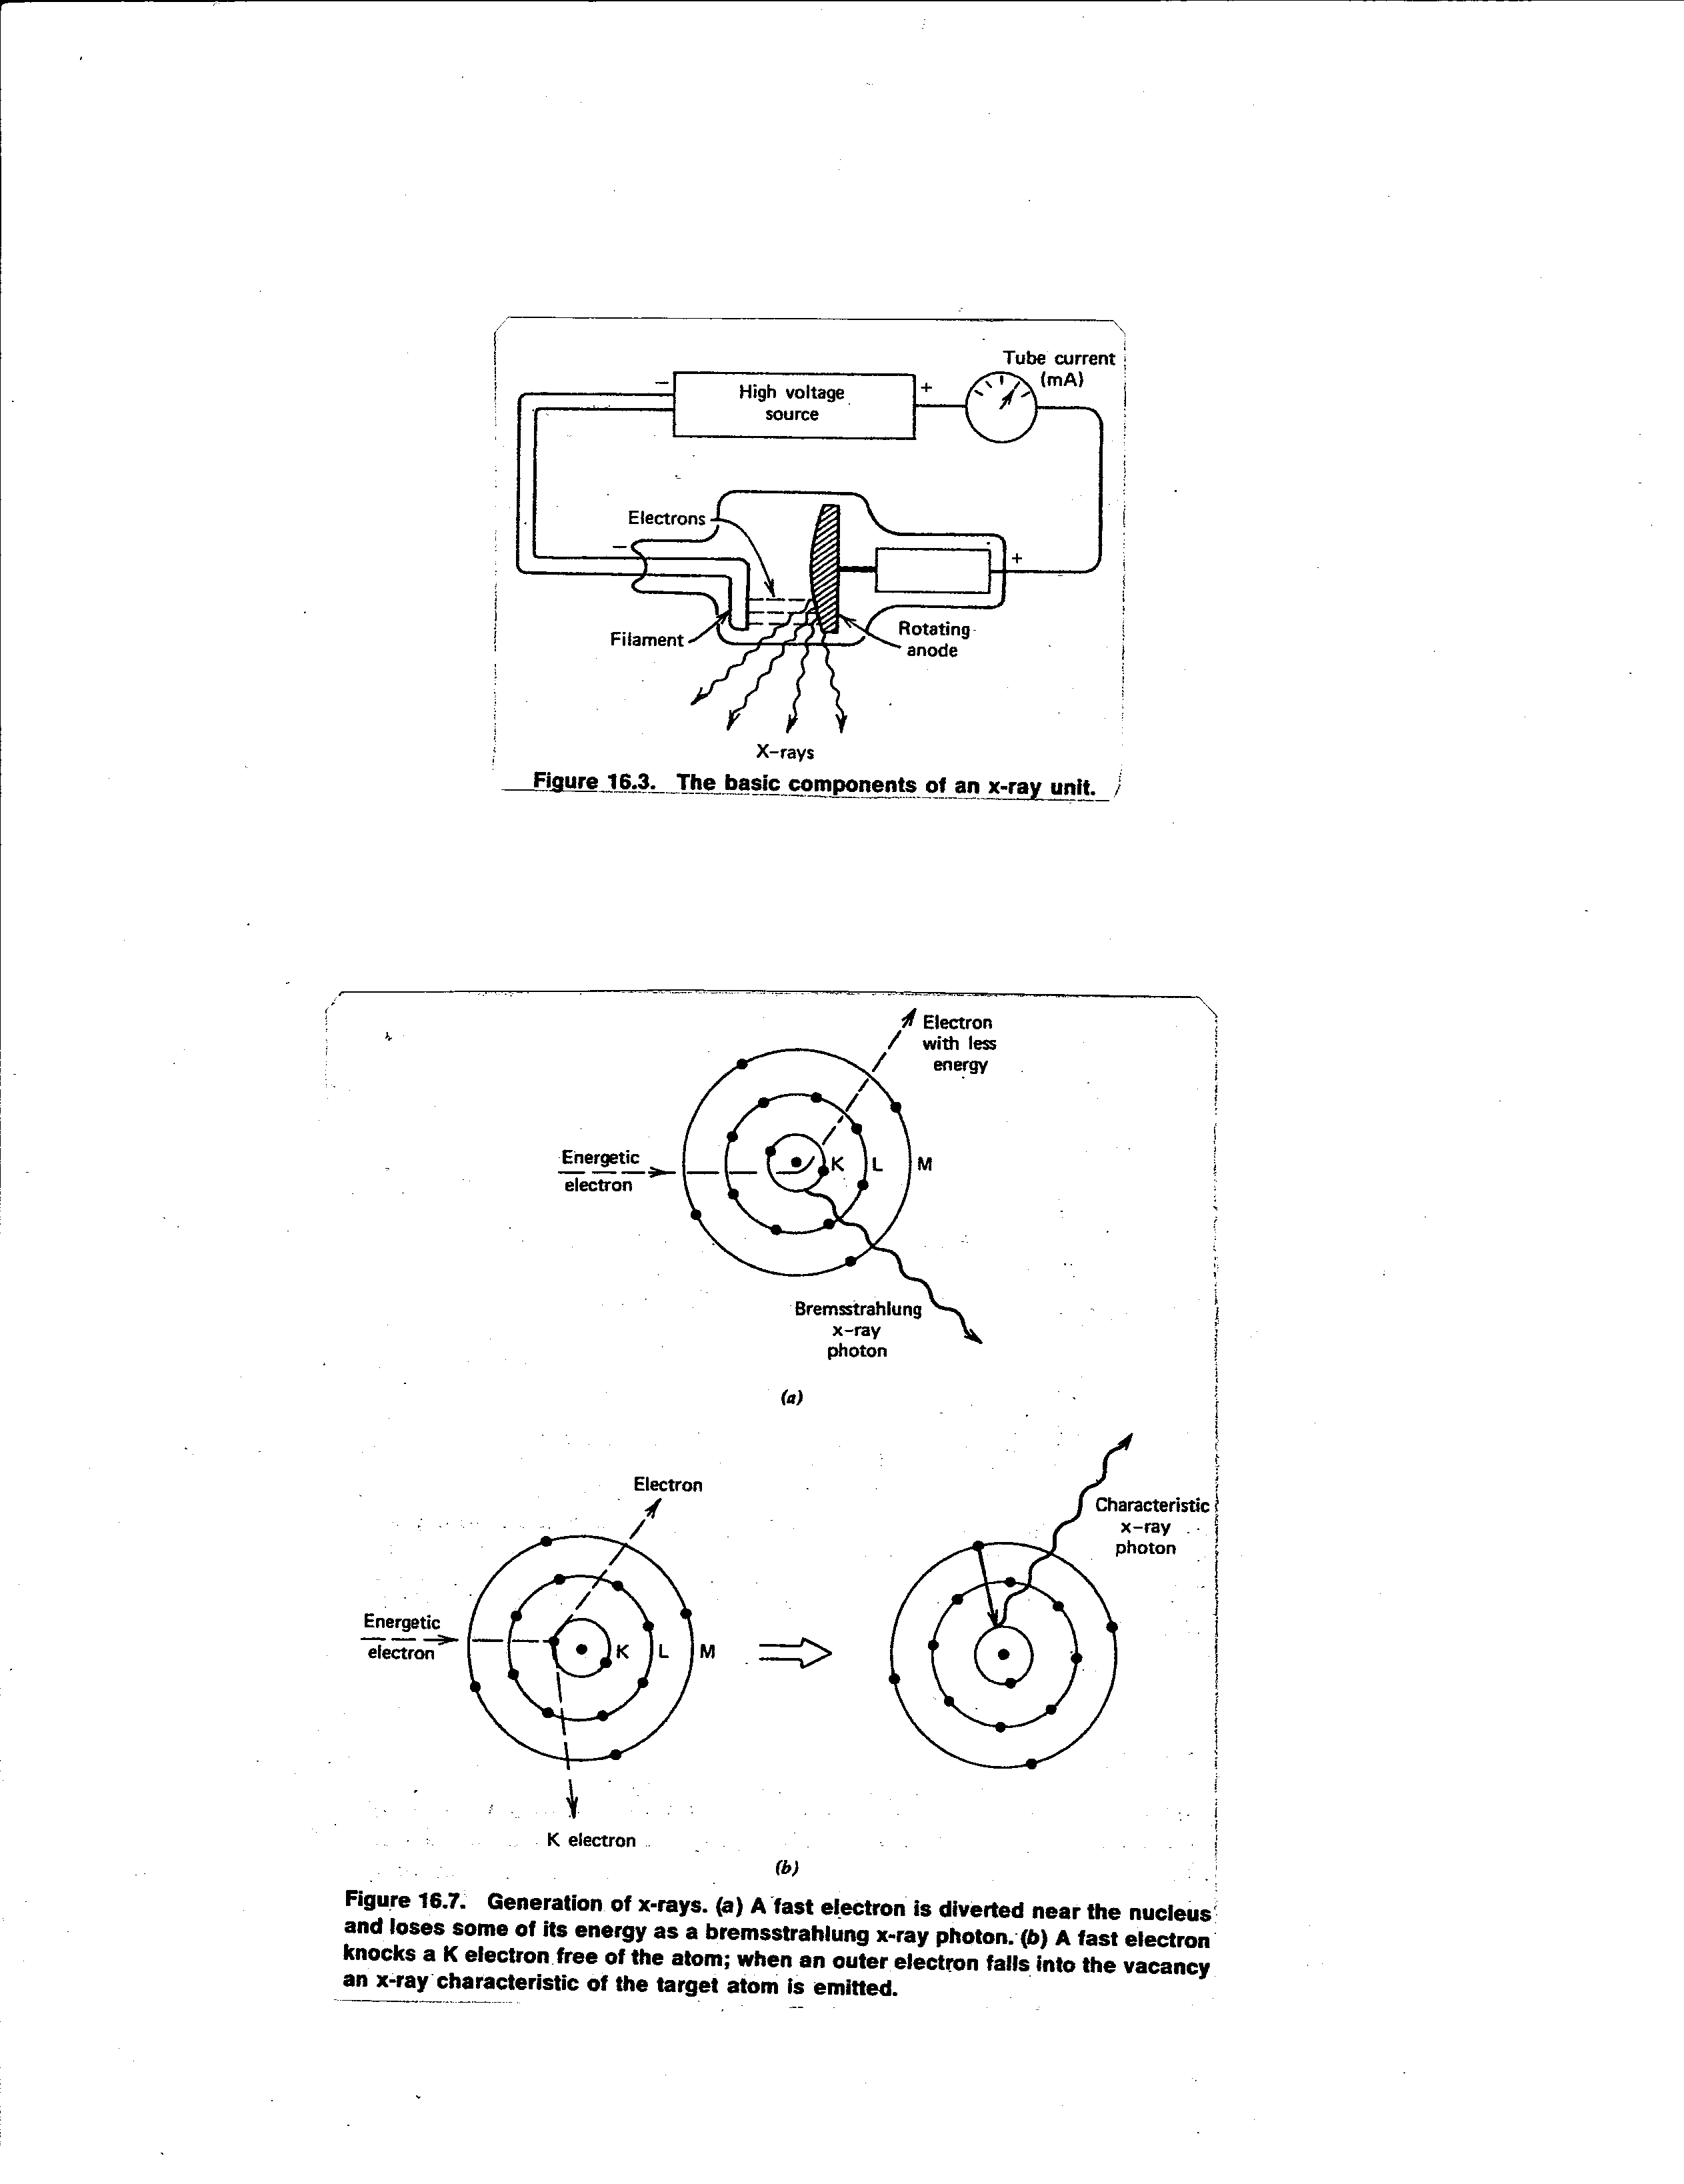 Tube current
(mA)
−
High voltage
source
+
Electrons
−
+
Filament
Rotating
anode
X-rays
Figure 16.3. The basic components of an x-ray unit.
Electron
with less
energy
Energetic
electron
K L M
Bremsstrahlung
x-ray
photon
(a)
Electron
Characteristic
x-ray
photon
Energetic
electron
K L M
K electron
(b)
Figure 16.7. Generation of x-rays. (a) A fast electron is diverted near the nucleus
and loses some of its energy as a bremsstrahlung x-ray photon. (b) A fast electron
knocks a K electron free of the atom; when an outer electron falls into the vacancy
an x-ray characteristic of the target atom is emitted.